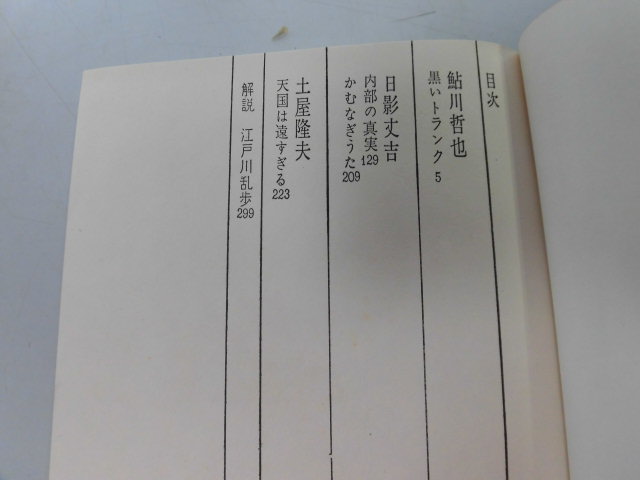 目次
鮎川哲也
黒いトランク 5
日影丈吉
内部の真実 129
かむなぎうた 209
土屋隆夫
天国は遠すぎる 223
解説 江戸川乱歩 299